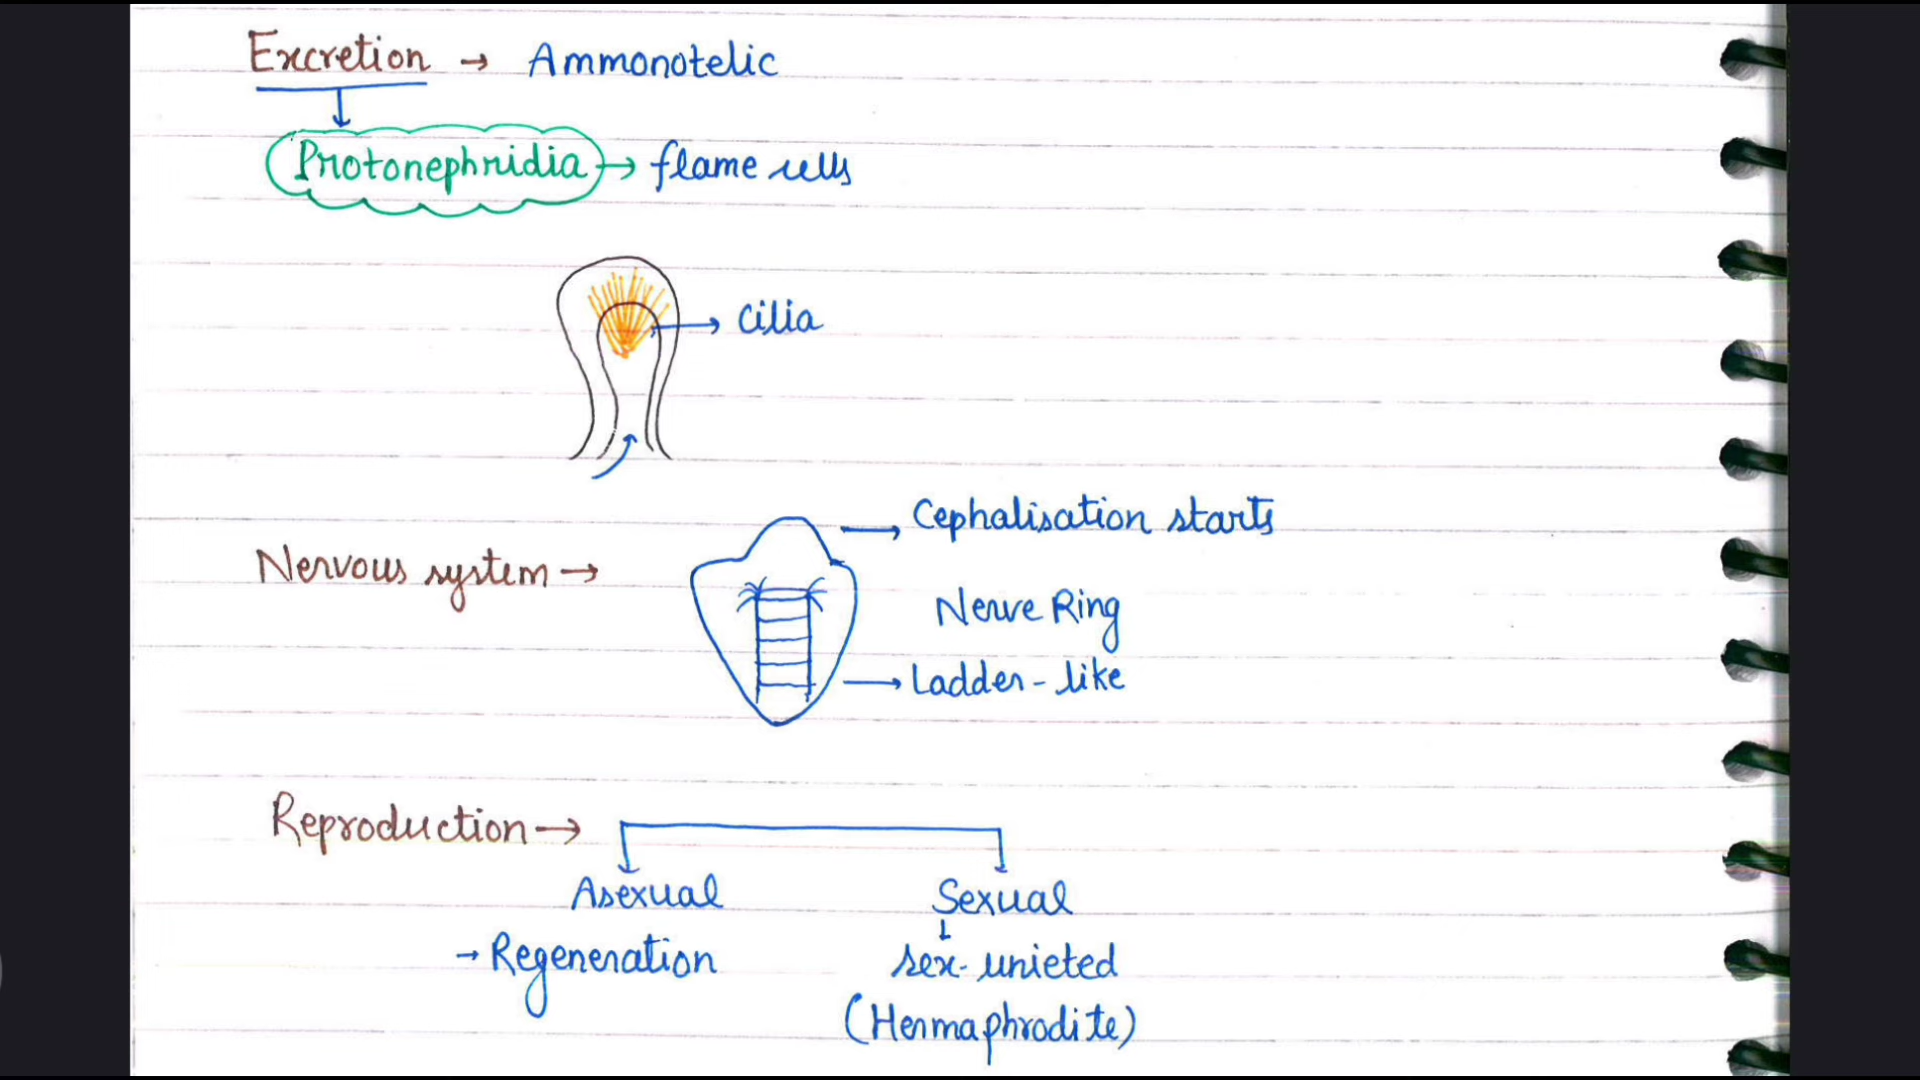 Excretion → Ammonotelic
Protonephridia → flame cells
→ Cilia
→ Cephalisation starts
Nervous system →
Nerve Ring
→ Ladder-like
Reproduction →
Asexual Sexual
→ Regeneration sex-unieted
(Hermaphrodite)